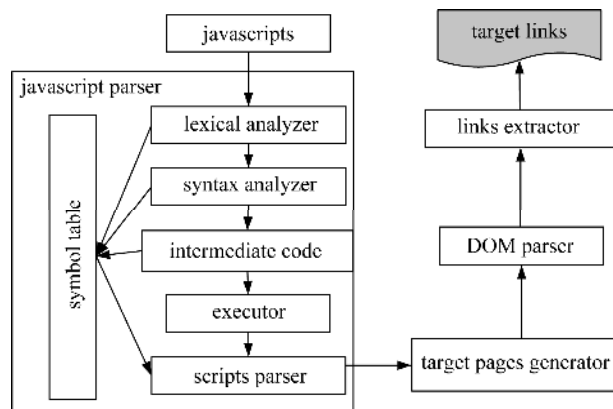 javascripts
javascript parser
lexical analyzer
syntax analyzer
intermediate code
executor
scripts parser
symbol table
target links
links extractor
DOM parser
target pages generator